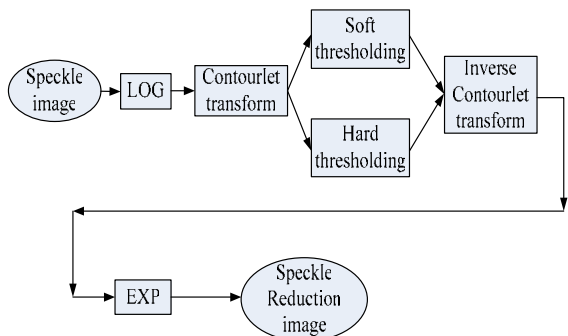 Speckle
image
LOG
Contourlet
transform
Soft
thresholding
Hard
thresholding
Inverse
Contourlet
transform
EXP
Speckle
Reduction
image